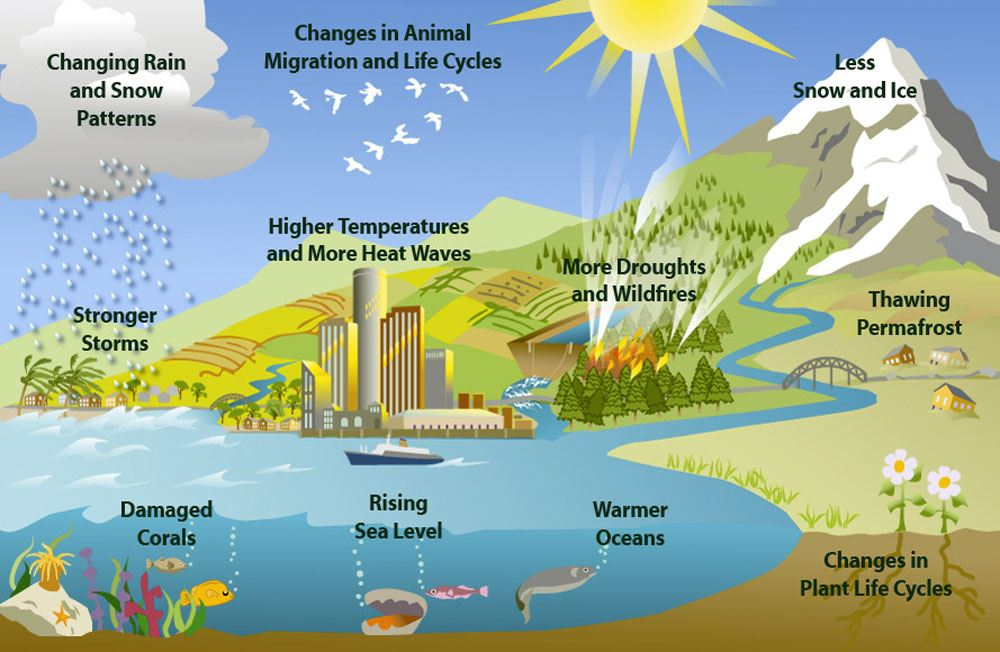 Changing Rain
and Snow
Patterns
Changes in Animal
Migration and Life Cycles
Less
Snow and Ice
Higher Temperatures
and More Heat Waves
More Droughts
and Wildfires
Thawing
Permafrost
Stronger
Storms
Damaged
Corals
Rising
Sea Level
Warmer
Oceans
Changes in
Plant Life Cycles